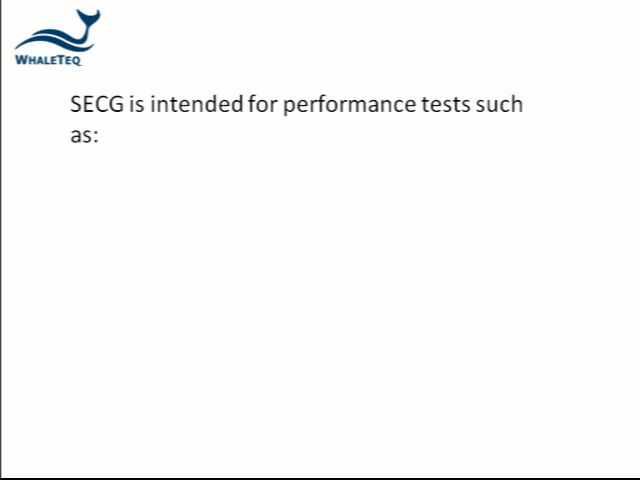 WHALETEQ
SECG is intended for performance tests such
as: